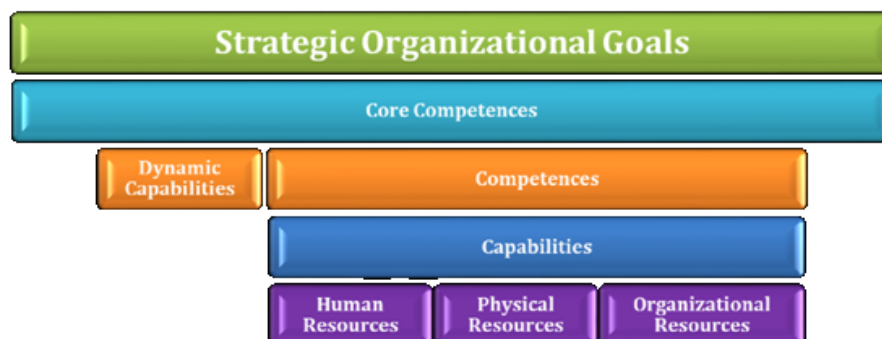 Strategic Organizational Goals
Core Competences
Dynamic
Capabilities
Competences
Capabilities
Human
Resources
Physical
Resources
Organizational
Resources